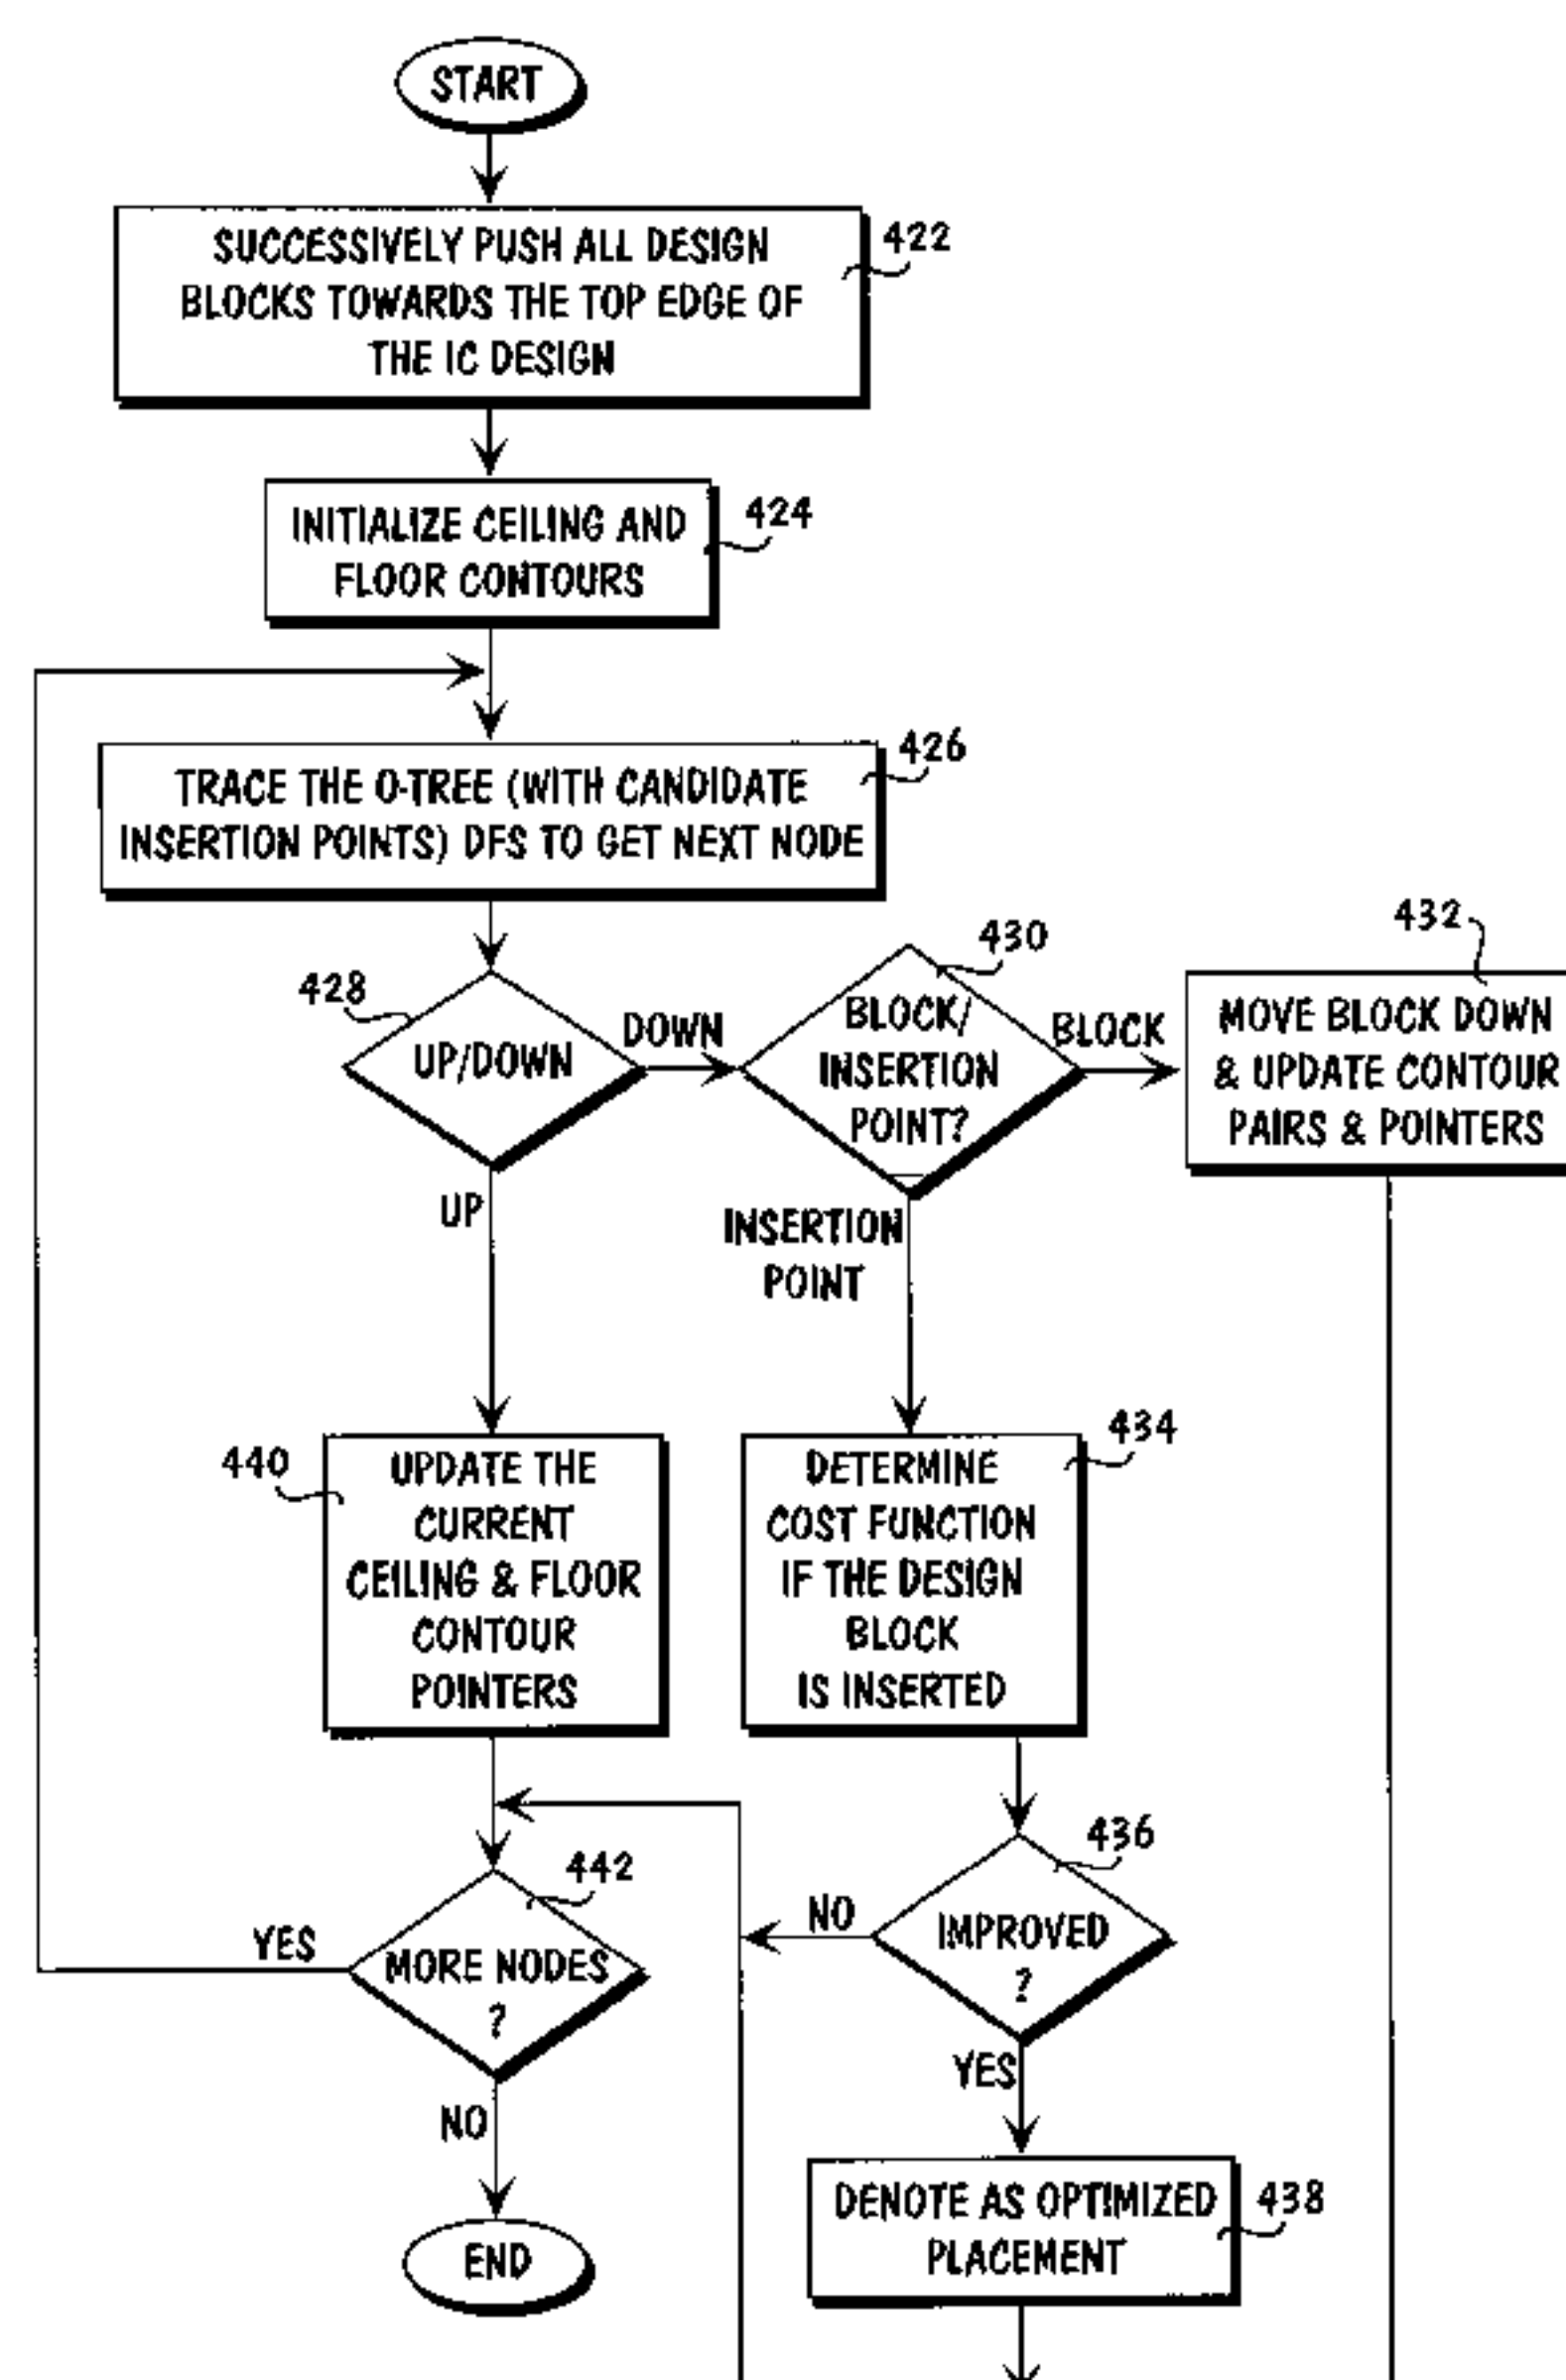 START
SUCCESSIVELY PUSH ALL DESIGN
BLOCKS TOWARDS THE TOP EDGE OF
THE IC DESIGN
422
INITIALIZE CEILING AND
FLOOR CONTOURS
424
TRACE THE O-TREE (WITH CANDIDATE
INSERTION POINTS) DFS TO GET NEXT NODE
426
428
UP/DOWN
DOWN
UP
430
BLOCK/
INSERTION
POINT?
BLOCK
INSERTION
POINT
432
MOVE BLOCK DOWN
& UPDATE CONTOUR
PAIRS & POINTERS
440
UPDATE THE
CURRENT
CEILING & FLOOR
CONTOUR
POINTERS
434
DETERMINE
COST FUNCTION
IF THE DESIGN
BLOCK
IS INSERTED
436
IMPROVED
?
NO
YES
442
MORE NODES
?
YES
NO
438
DENOTE AS OPTIMIZED
PLACEMENT
END